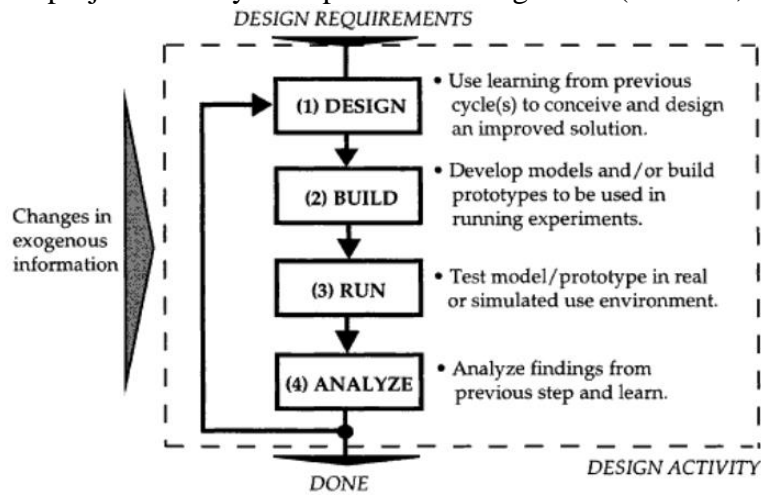 DESIGN REQUIREMENTS
(1) DESIGN
• Use learning from previous
cycle(s) to conceive and design
an improved solution.
(2) BUILD
• Develop models and/or build
prototypes to be used in
running experiments.
Changes in
exogenous
information
(3) RUN
• Test model/prototype in real
or simulated use environment.
(4) ANALYZE
• Analyze findings from
previous step and learn.
DESIGN ACTIVITY
DONE